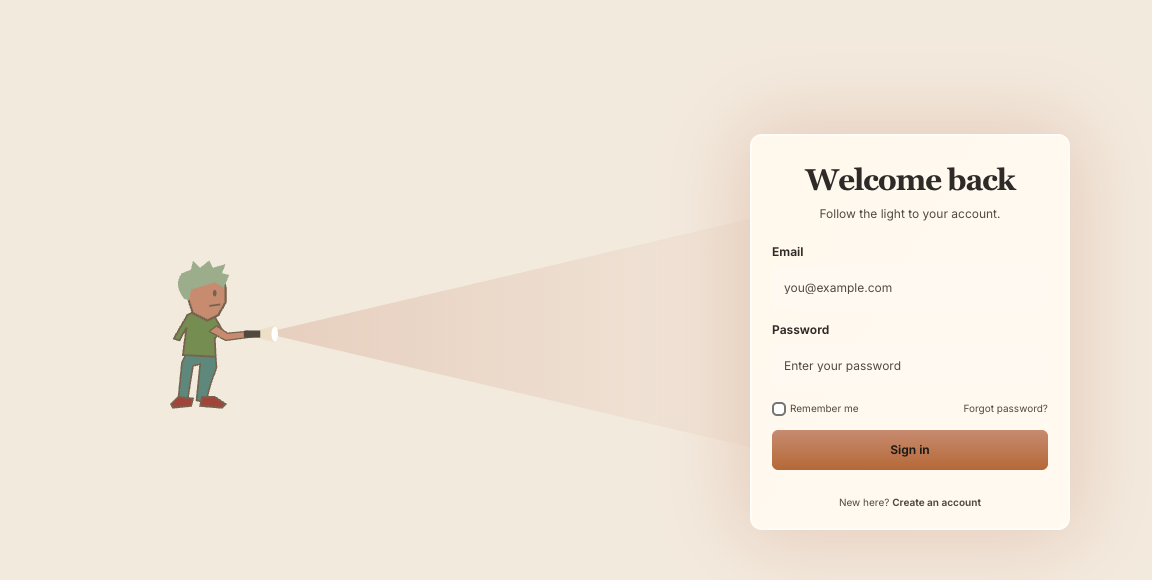 Welcome back
Follow the light to your account.
Email
you@example.com
Password
Enter your password
Remember me Forgot password?
Sign in
New here? Create an account